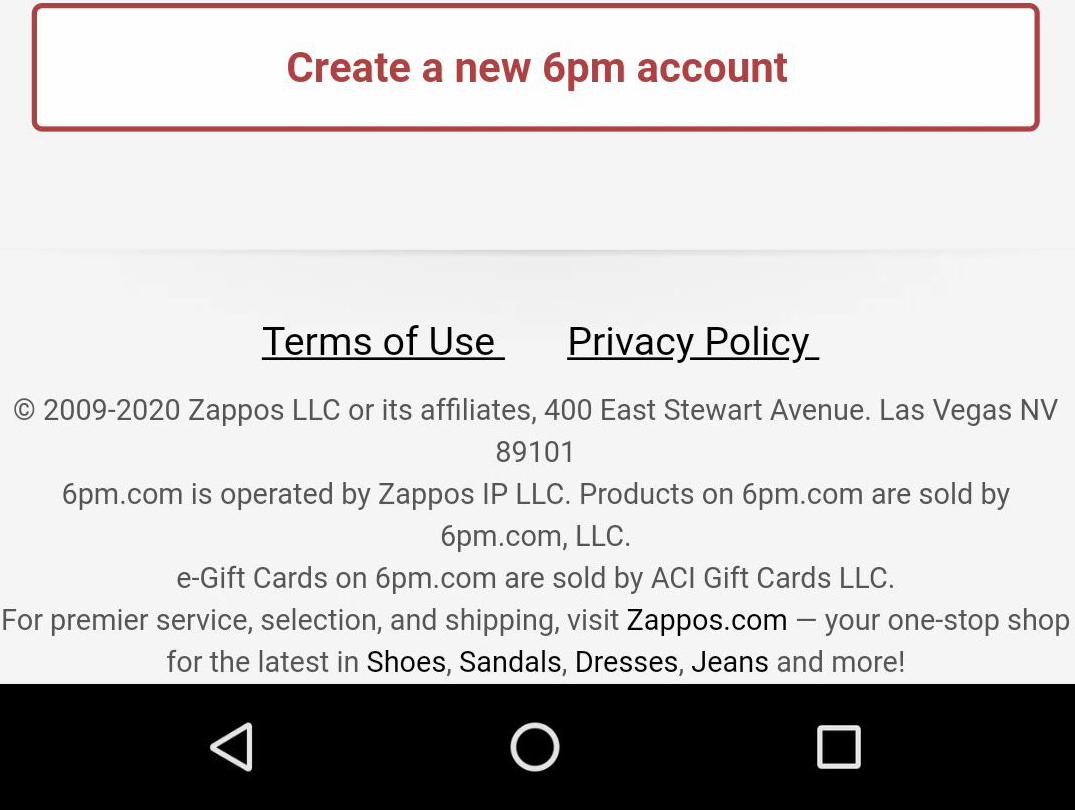 Create a new 6pm account
Terms of Use Privacy Policy
© 2009-2020 Zappos LLC or its affiliates, 400 East Stewart Avenue. Las Vegas NV
89101
6pm.com is operated by Zappos IP LLC. Products on 6pm.com are sold by
6pm.com, LLC.
e-Gift Cards on 6pm.com are sold by ACI Gift Cards LLC.
For premier service, selection, and shipping, visit Zappos.com — your one-stop shop
for the latest in Shoes, Sandals, Dresses, Jeans and more!